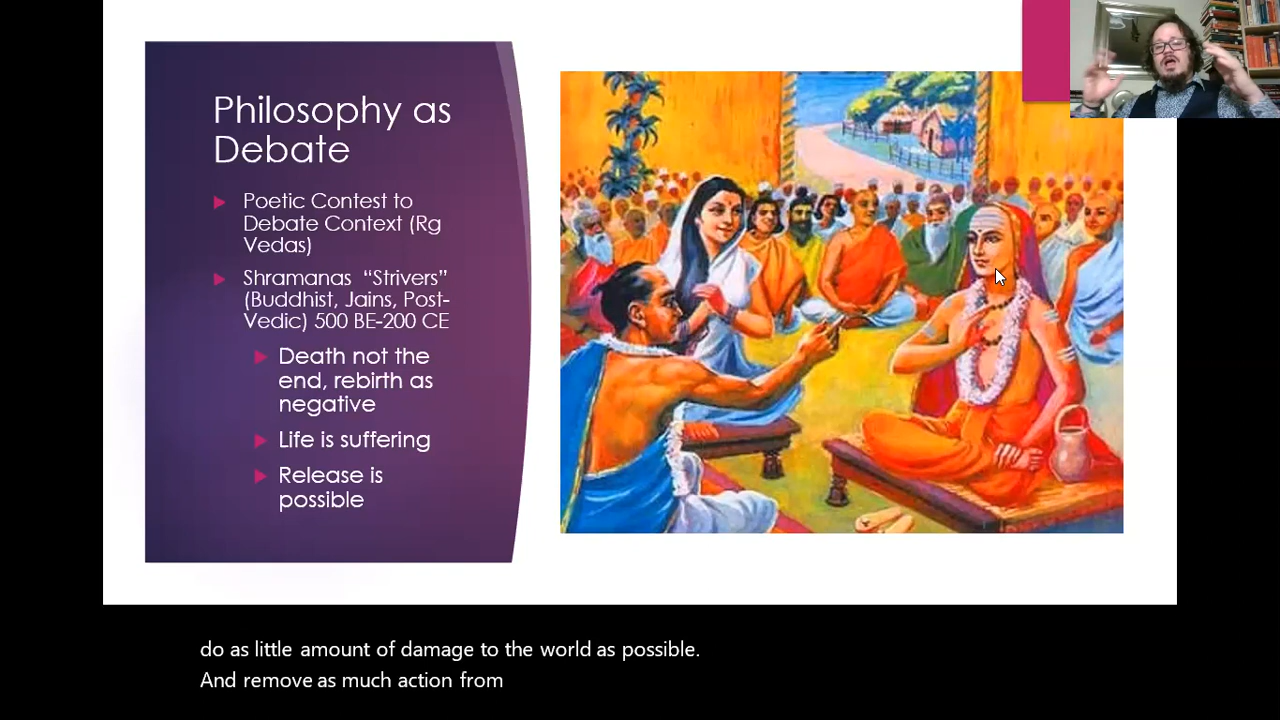 Philosophy as
Debate
Poetic Contest to
Debate Context (Rg
Vedas)
Shramanas "Strivers"
(Buddhist, Jains, Post-
Vedic) 500 BE-200 CE
Death not the
end, rebirth as
negative
Life is suffering
Release is
possible
do as little amount of damage to the world as possible.
And remove as much action from